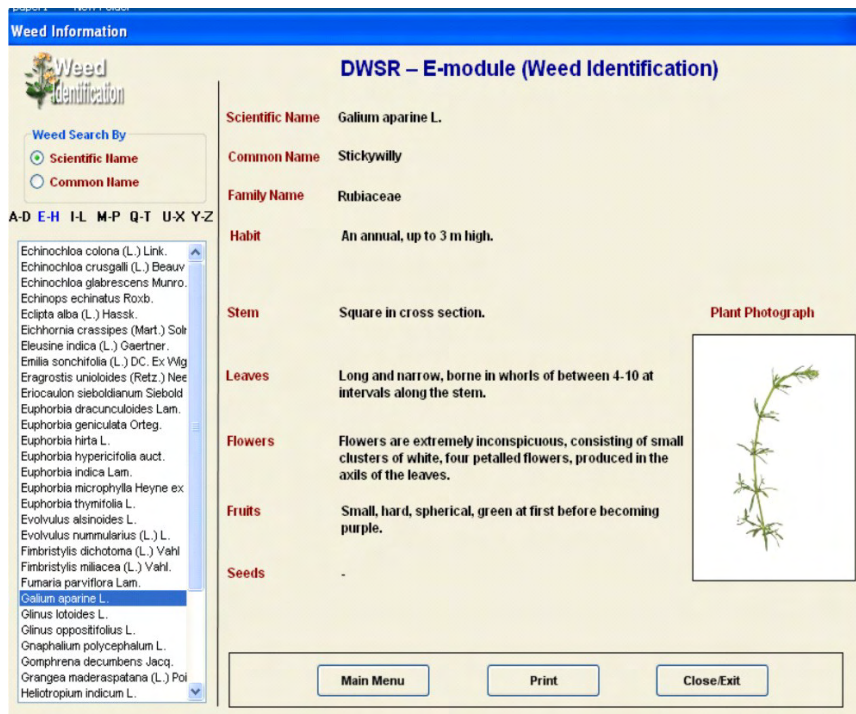 paper1 New Folder
Weed Information
Weed
Identification
DWSR – E-module (Weed Identification)
Weed Search By
Scientific Name
Common Name
A-D E-H I-L M-P Q-T U-X Y-Z
Echinochloa colona (L.) Link.
Echinochloa crusgalli (L.) Beauv
Echinochloa glabrescens Munro.
Echinops echinatus Roxb.
Eclipta alba (L.) Hassk.
Eichhornia crassipes (Mart.) Solr
Eleusine indica (L.) Gaertner.
Emilia sonchifolia (L.) DC. Ex Wig
Eragrostis unioloides (Retz.) Nee
Eriocaulon sieboldianum Siebold
Euphorbia dracunculoides Lam.
Euphorbia geniculata Orteg.
Euphorbia hirta L.
Euphorbia hypericifolia auct.
Euphorbia indica Lam.
Euphorbia microphylla Heyne ex
Euphorbia thymifolia L.
Evolvulus alsinoides L.
Evolvulus nummularius (L.) L.
Fimbristylis dichotoma (L.) Vahl
Fimbristylis miliacea (L.) Vahl.
Fumaria parviflora Lam.
Galium aparine L.
Glinus lotoides L.
Glinus oppositifolius L.
Gnaphalium polycephalum L.
Gomphrena decumbens Jacq.
Grangea maderaspatana (L.) Poi
Heliotropium indicum L.
Scientific Name Galium aparine L.
Common Name Stickywilly
Family Name Rubiaceae
Habit An annual, up to 3 m high.
Stem Square in cross section.
Leaves Long and narrow, borne in whorls of between 4-10 at
intervals along the stem.
Flowers Flowers are extremely inconspicuous, consisting of small
clusters of white, four petalled flowers, produced in the
axils of the leaves.
Fruits Small, hard, spherical, green at first before becoming
purple.
Seeds -
Plant Photograph
Main Menu Print Close/Exit